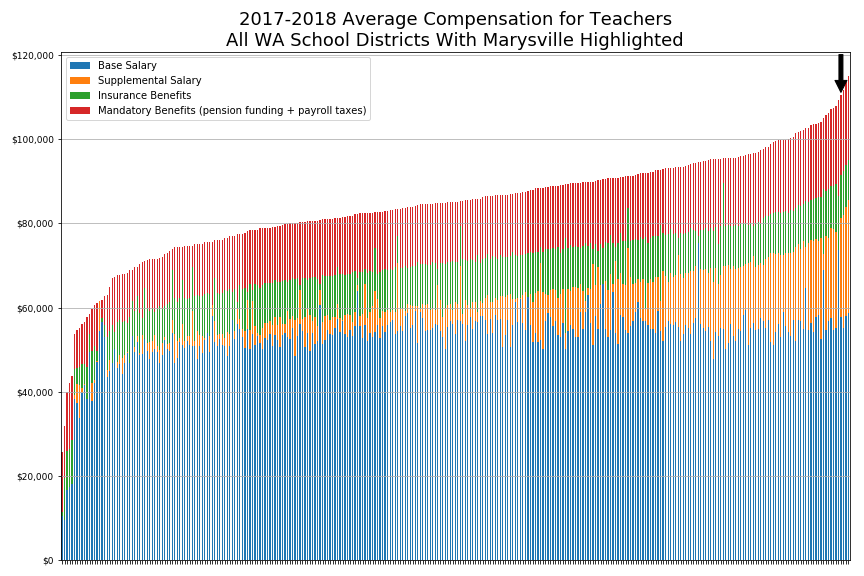 2017-2018 Average Compensation for Teachers
All WA School Districts With Marysville Highlighted
$120,000
$100,000
$80,000
$60,000
$40,000
$20,000
$0
Base Salary
Supplemental Salary
Insurance Benefits
Mandatory Benefits (pension funding + payroll taxes)